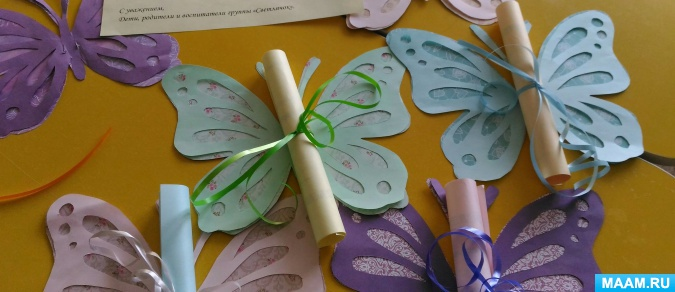 С уважением,
Дети, родители и воспитатели группы «Светлячок»
MAAM.RU